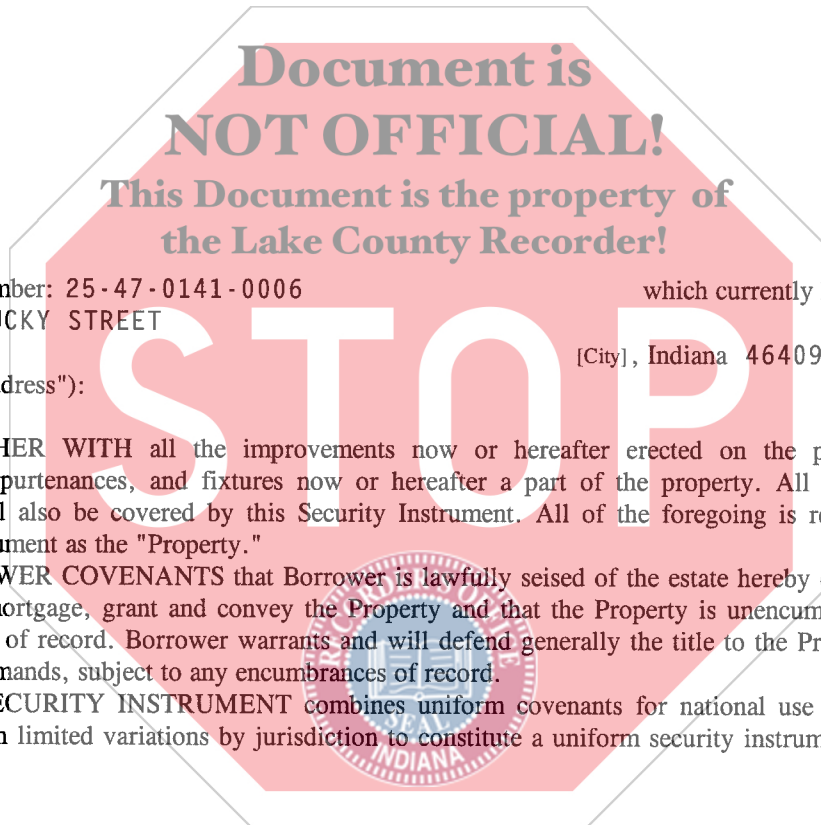 Document is
NOT OFFICIAL!
This Document is the property of
the Lake County Recorder!
mber: 25-47-0141-0006 which currently
CKY STREET
[City], Indiana 46409
dress"):
STOP
HER WITH all the improvements now or hereafter erected on the p
purtenances, and fixtures now or hereafter a part of the property. All
l also be covered by this Security Instrument. All of the foregoing is re
ument as the "Property."
WER COVENANTS that Borrower is lawfully seised of the estate hereby
ortgage, grant and convey the Property and that the Property is unencum
of record. Borrower warrants and will defend generally the title to the Pr
mands, subject to any encumbrances of record.
ECURITY INSTRUMENT combines uniform covenants for national use
n limited variations by jurisdiction to constitute a uniform security instrum
RECORDER'S OFFICE
SEAL
INDIANA